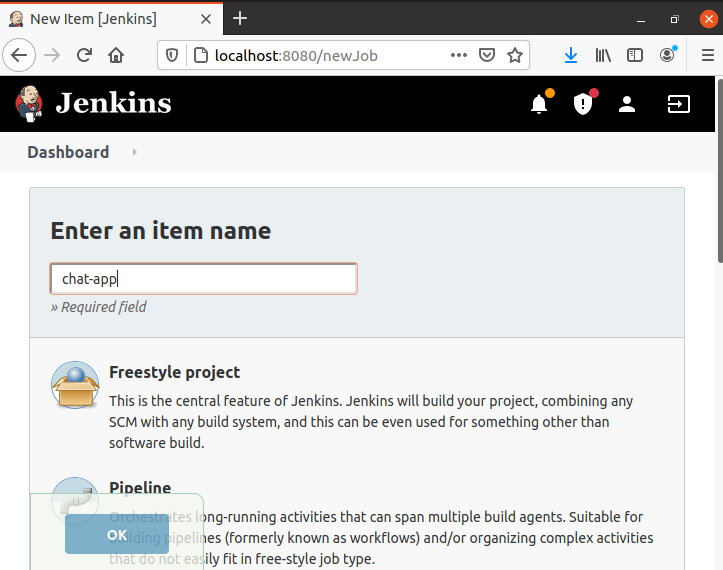 New Item [Jenkins]
localhost:8080/newJob
Jenkins
Dashboard
Enter an item name
chat-app
» Required field
Freestyle project
This is the central feature of Jenkins. Jenkins will build your project, combining any
SCM with any build system, and this can be even used for something other than
software build.
Pipeline
Orchestrates long-running activities that can span multiple build agents. Suitable for
building pipelines (formerly known as workflows) and/or organizing complex activities
that do not easily fit in free-style job type.
OK